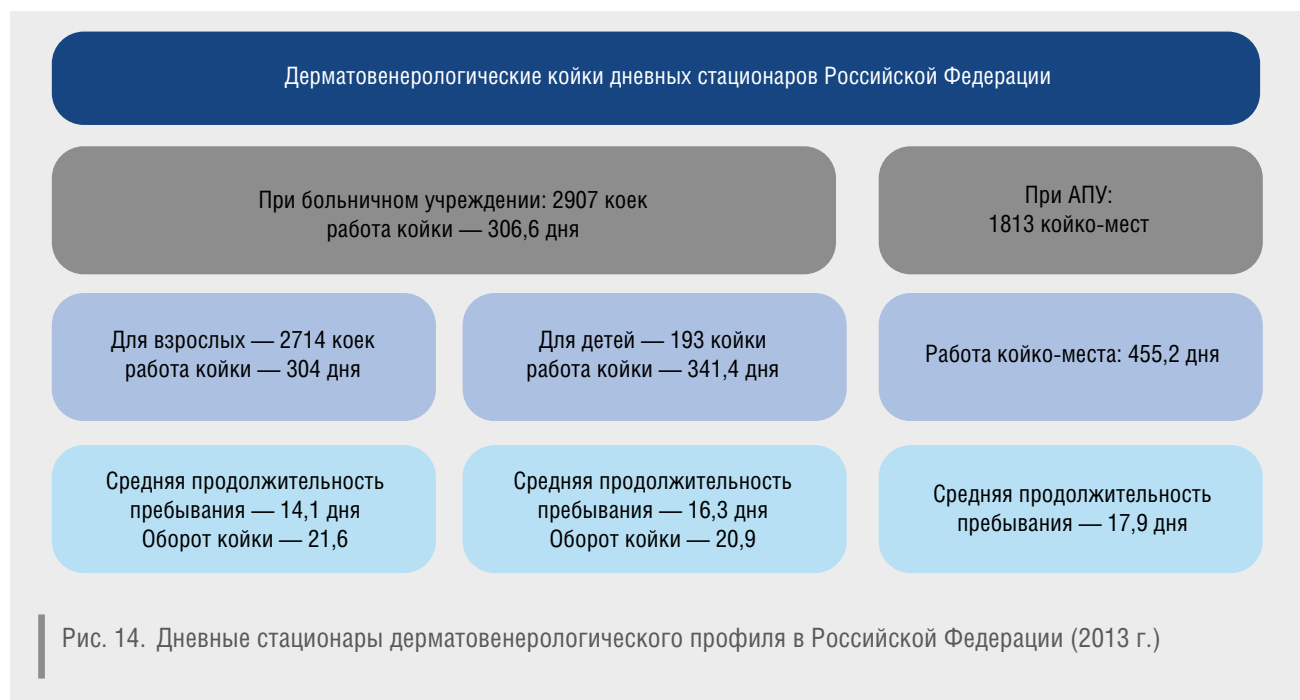 Дерматовенерологические койки дневных стационаров Российской Федерации
При больничном учреждении: 2907 коек
работа койки — 306,6 дня
При АПУ:
1813 койко-мест
Для взрослых — 2714 коек
работа койки — 304 дня
Для детей — 193 койки
работа койки — 341,4 дня
Работа койко-места: 455,2 дня
Средняя продолжительность
пребывания — 14,1 дня
Оборот койки — 21,6
Средняя продолжительность
пребывания — 16,3 дня
Оборот койки — 20,9
Средняя продолжительность
пребывания — 17,9 дня
Рис. 14. Дневные стационары дерматовенерологического профиля в Российской Федерации (2013 г.)